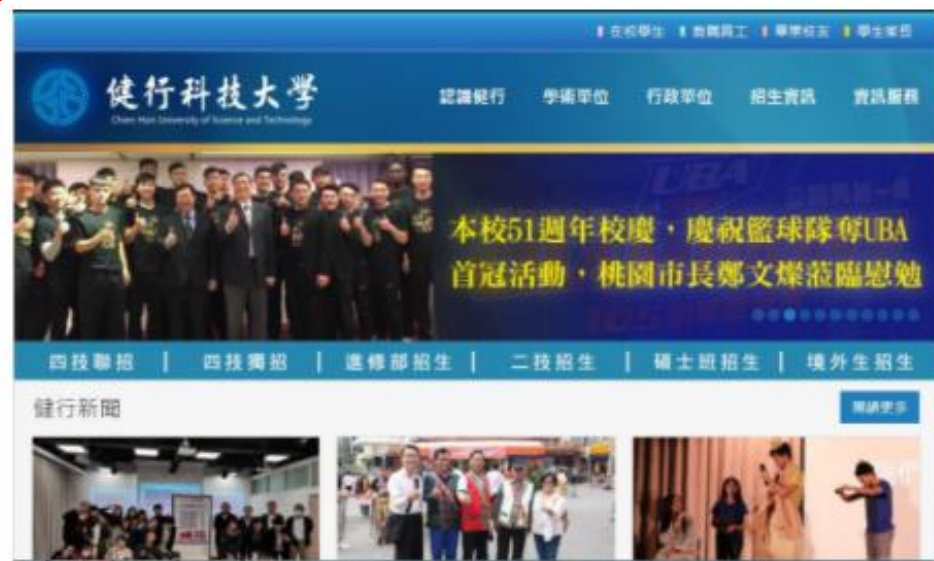 在校學生 教職員工 畢業校友 學生家長
健行科技大學
Chien Hsin University of Science and Technology
認識健行 學術單位 行政單位 招生資訊 資訊服務
UBA
本校51週年校慶，慶祝籃球隊奪UBA
首冠活動，桃園市長鄭文燦蒞臨慰勉
四技聯招 | 四技獨招 | 進修部招生 | 二技招生 | 碩士班招生 | 境外生招生
健行新聞
閱讀更多